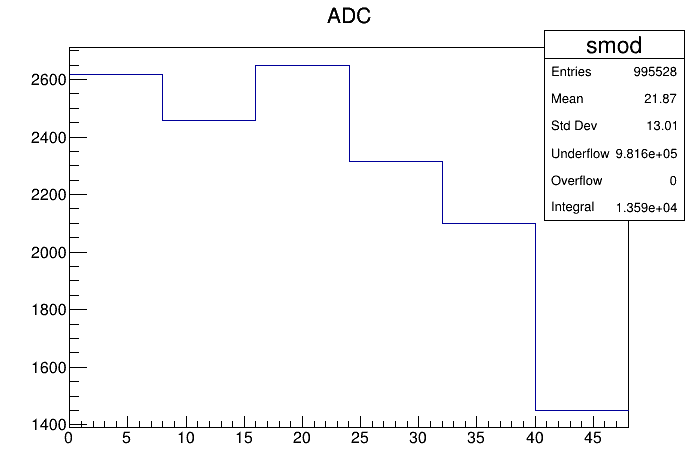 ADC
smod
Entries 995528
Mean 21.87
Std Dev 13.01
Underflow 9.816e+05
Overflow 0
Integral 1.359e+04
2600
2400
2200
2000
1800
1600
1400
0 5 10 15 20 25 30 35 40 45